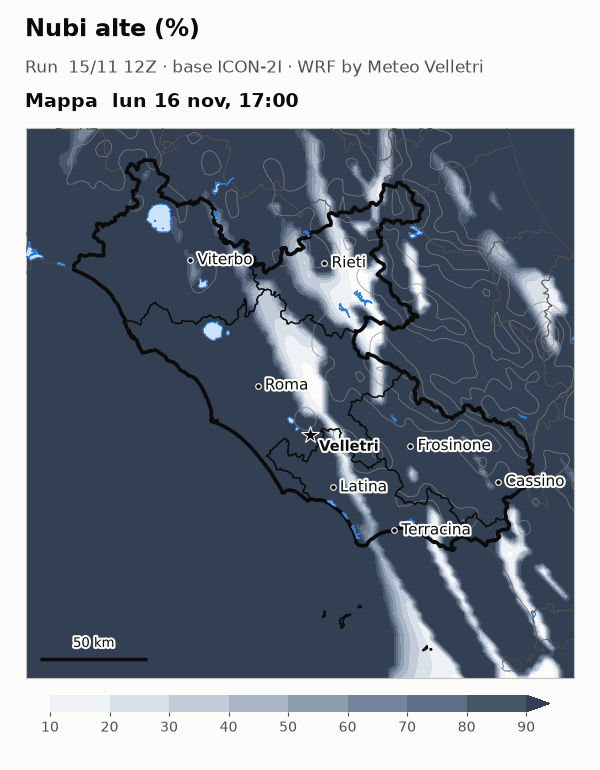 Nubi alte (%)
Run 15/11 12Z · base ICON-2I · WRF by Meteo Velletri
Mappa lun 16 nov, 17:00
Viterbo
Rieti
Roma
Velletri
Frosinone
Latina
Cassino
Terracina
50 km
10 20 30 40 50 60 70 80 90